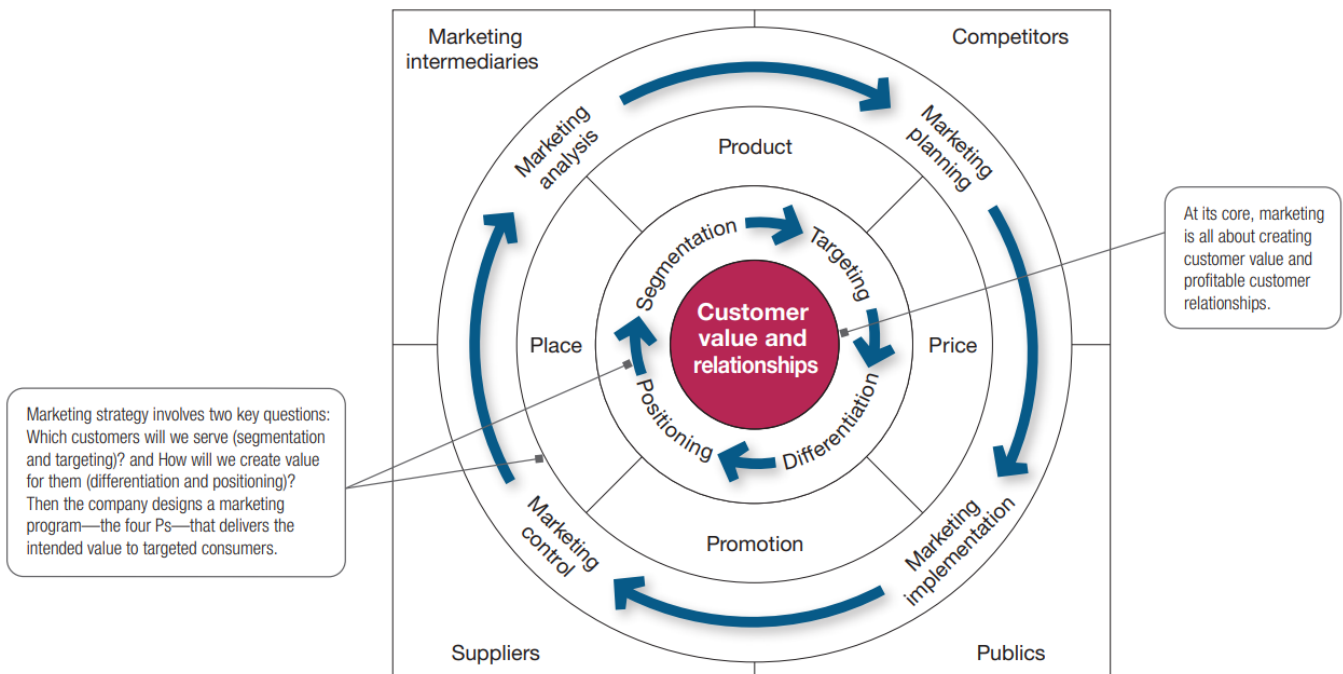 Marketing
intermediaries
Competitors
Marketing
analysis
Marketing
planning
Product
Segmentation
Targeting
Customer
value and
relationships
Place
Price
Positioning
Differentiation
Promotion
Marketing
control
Marketing
implementation
Suppliers
Publics
At its core, marketing
is all about creating
customer value and
profitable customer
relationships.
Marketing strategy involves two key questions:
Which customers will we serve (segmentation
and targeting)? and How will we create value
for them (differentiation and positioning)?
Then the company designs a marketing
program—the four Ps—that delivers the
intended value to targeted consumers.